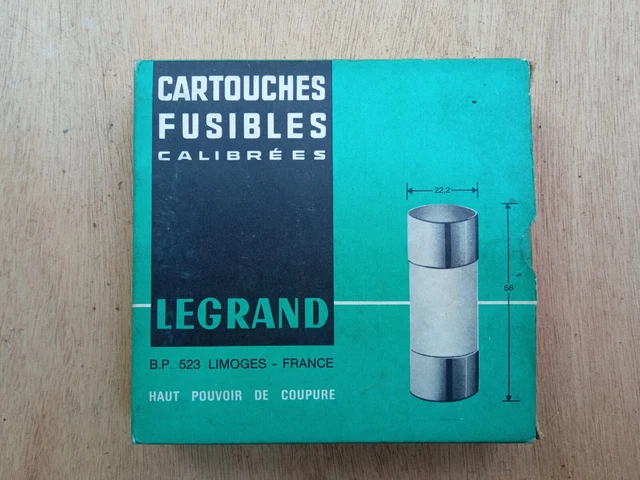 CARTOUCHES
FUSIBLES
CALIBRÉES
22,2
58
LEGRAND
B.P. 523 LIMOGES - FRANCE
HAUT POUVOIR DE COUPURE